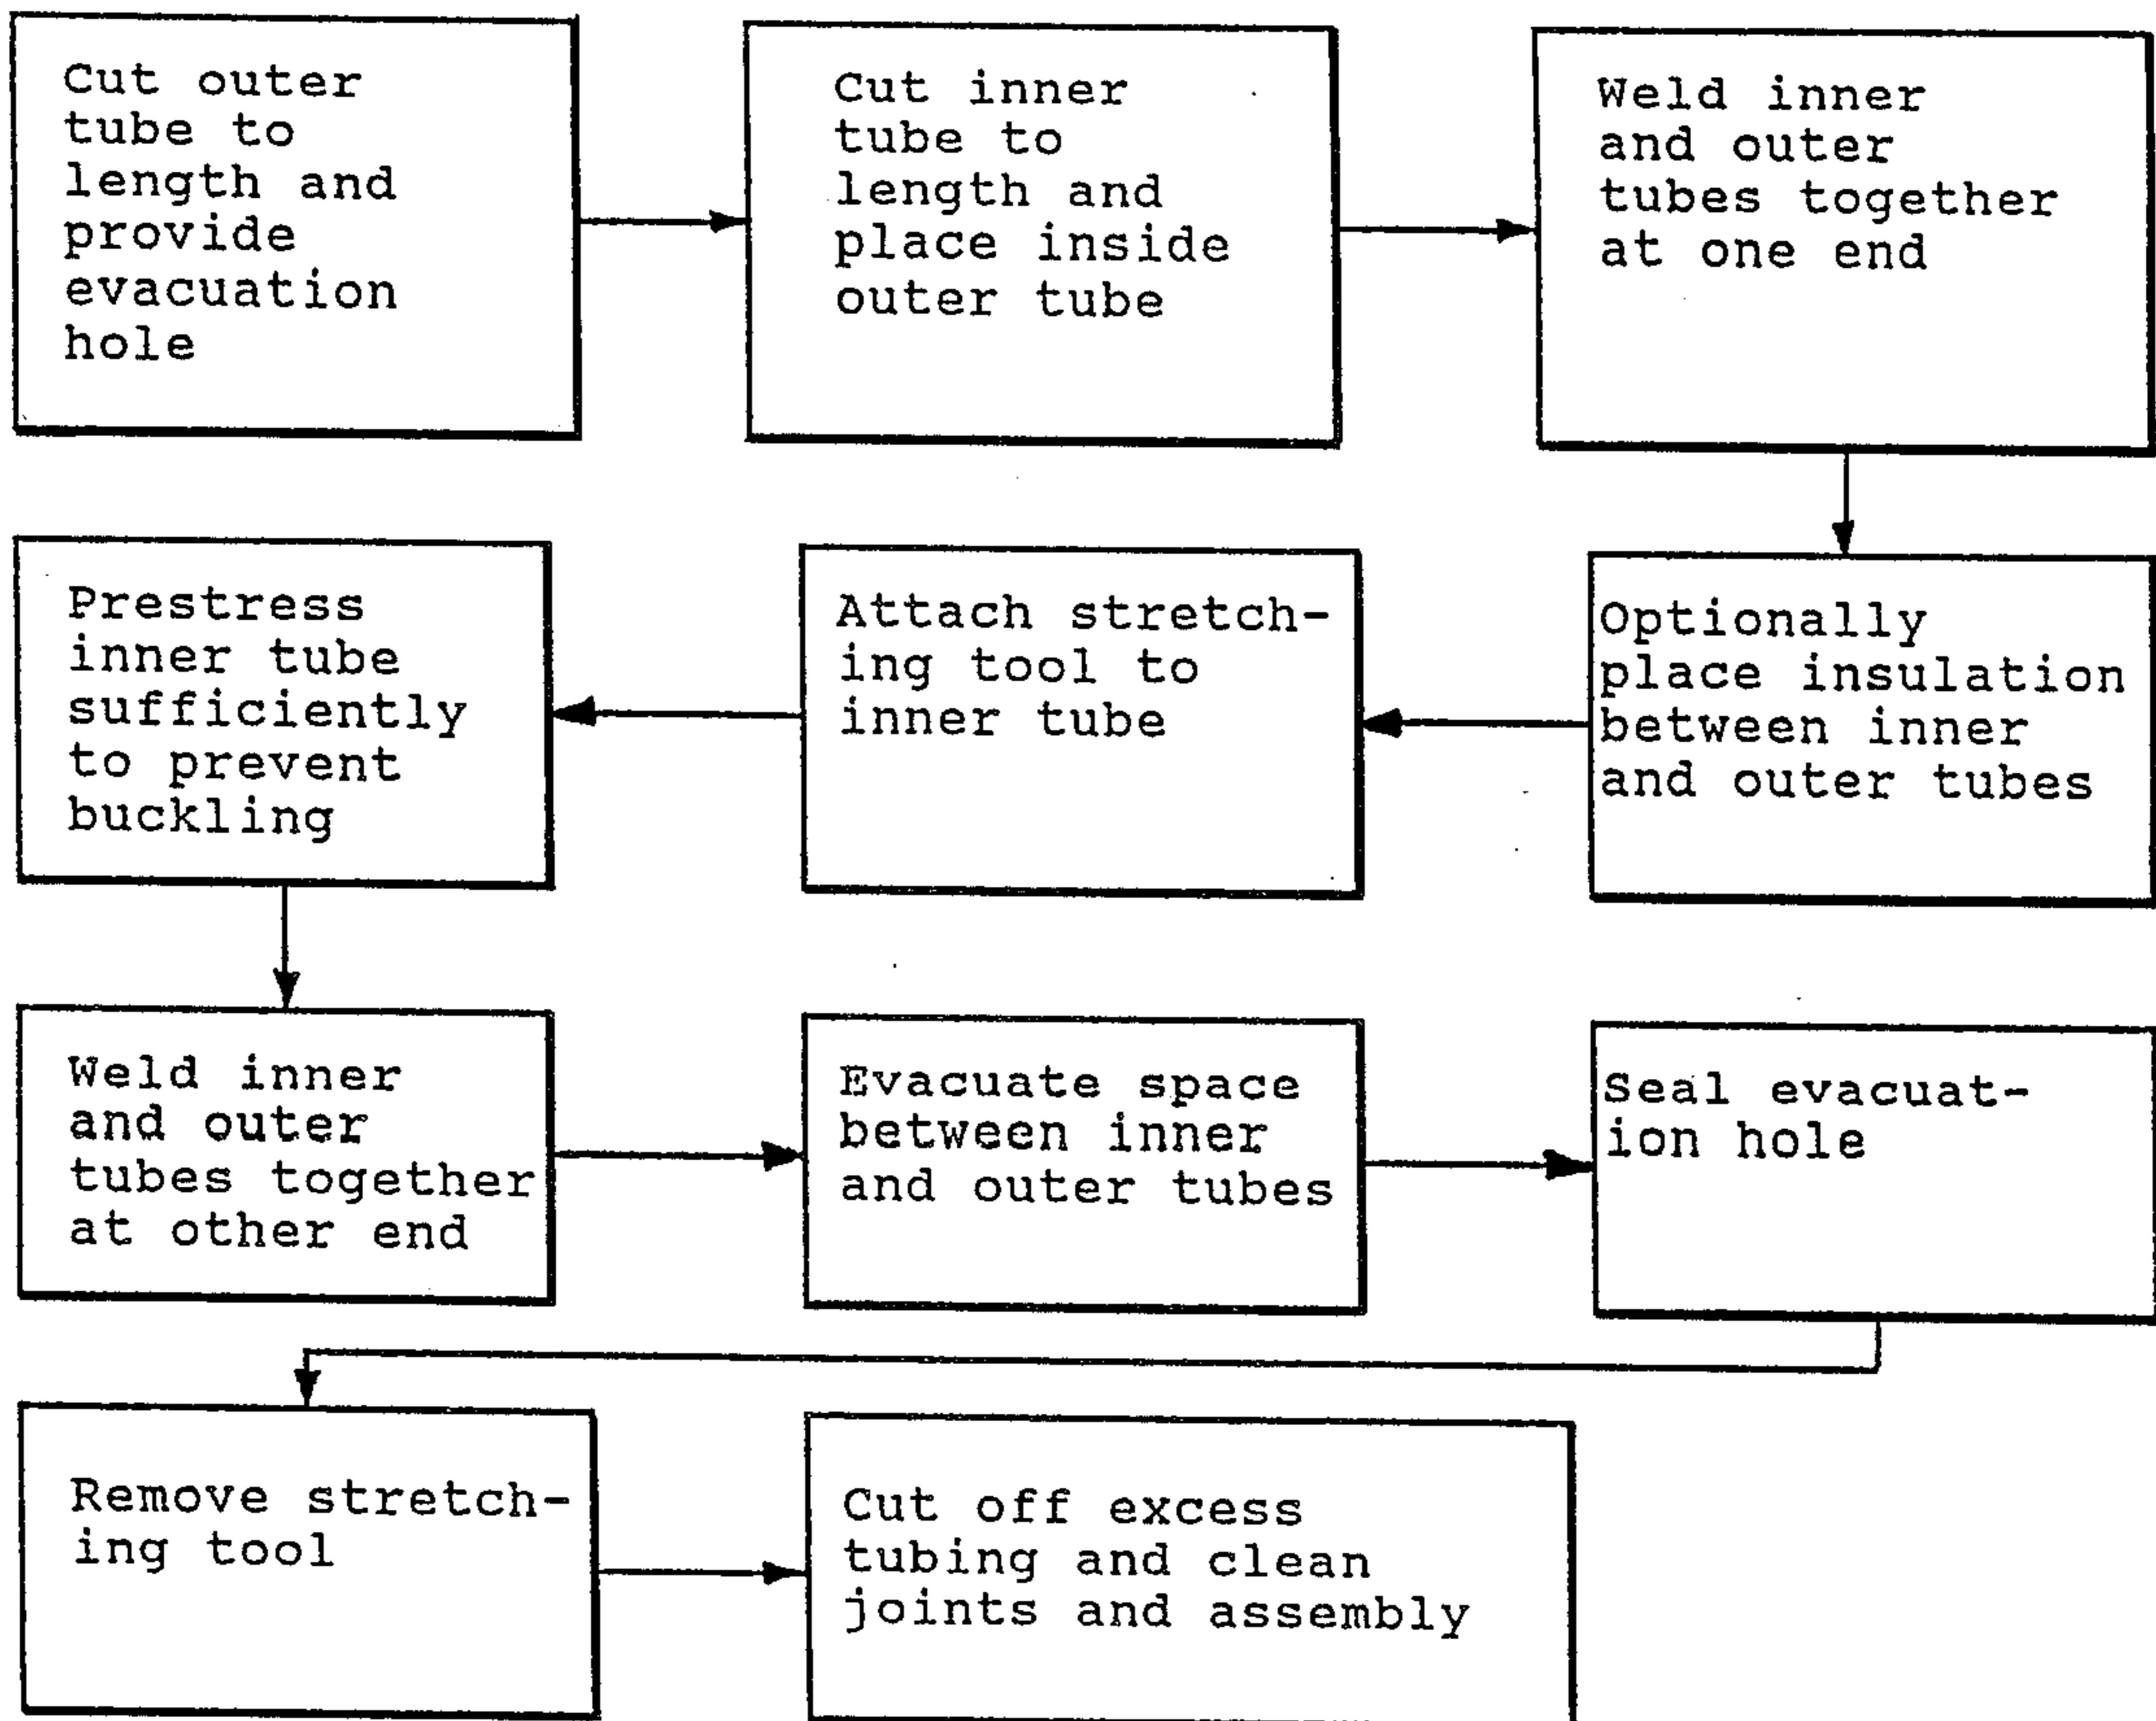 Cut outer
tube to
length and
provide
evacuation
hole
Cut inner
tube to
length and
place inside
outer tube
Weld inner
and outer
tubes together
at one end
Optionally
place insulation
between inner
and outer tubes
Attach stretch-
ing tool to
inner tube
Prestress
inner tube
sufficiently
to prevent
buckling
Weld inner
and outer
tubes together
at other end
Evacuate space
between inner
and outer tubes
Seal evacuat-
ion hole
Remove stretch-
ing tool
Cut off excess
tubing and clean
joints and assembly